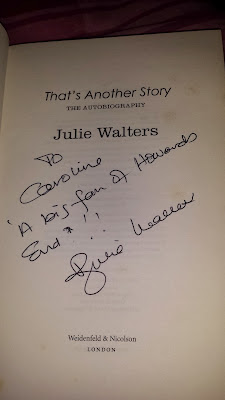 That's Another Story
THE AUTOBIOGRAPHY
Julie Walters
To
Caroline
'A big fan of Howards
End"!!
Julie Walters
Weidenfeld & Nicolson
LONDON